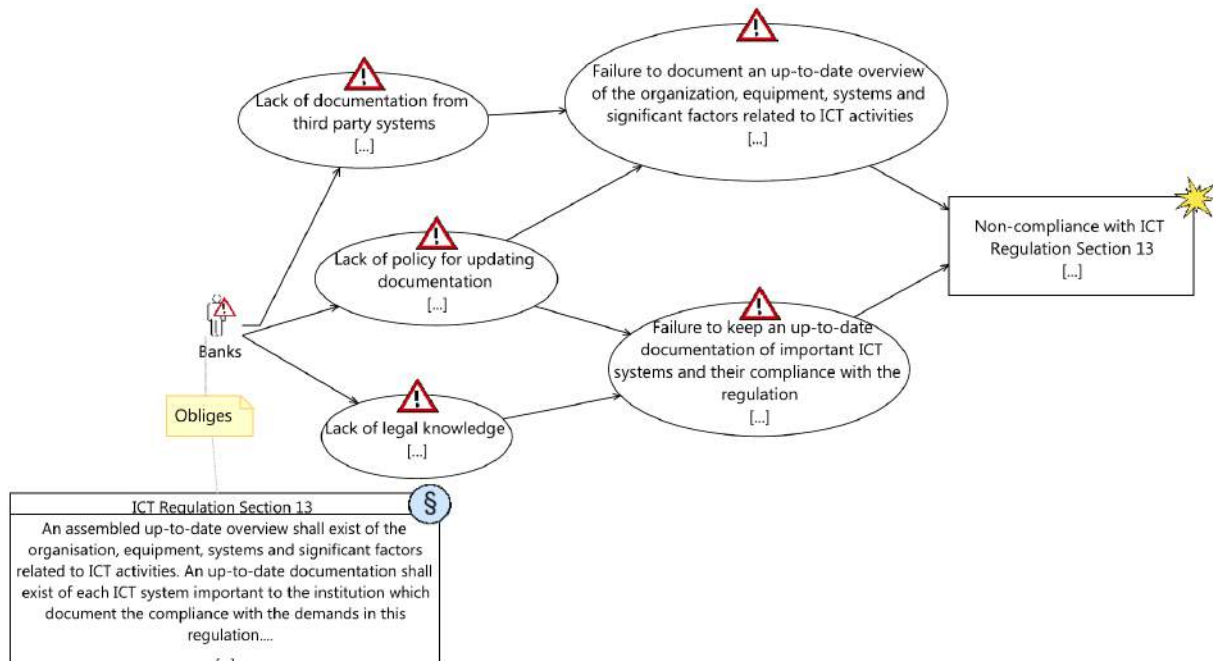 Failure to document an up-to-date overview
of the organization, equipment, systems and
significant factors related to ICT activities
[...]
Lack of documentation from
third party systems
[...]
Non-compliance with ICT
Regulation Section 13
[...]
Lack of policy for updating
documentation
[...]
Failure to keep an up-to-date
documentation of important ICT
systems and their compliance with the
regulation
[...]
Banks
Obliges
Lack of legal knowledge
[...]
§
ICT Regulation Section 13
An assembled up-to-date overview shall exist of the
organisation, equipment, systems and significant factors
related to ICT activities. An up-to-date documentation shall
exist of each ICT system important to the institution which
document the compliance with the demands in this
regulation....